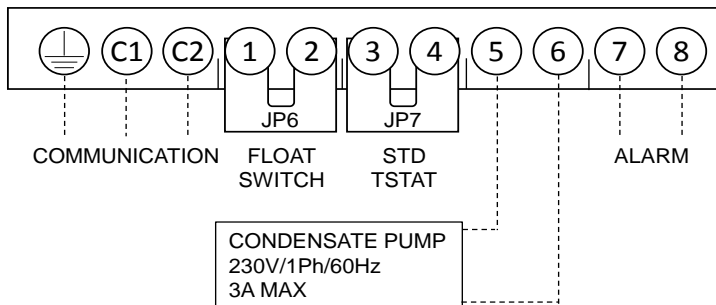 C1 C2 1 2 3 4 5 6 7 8
JP6 JP7
COMMUNICATION FLOAT SWITCH STD TSTAT ALARM
CONDENSATE PUMP
230V/1Ph/60Hz
3A MAX